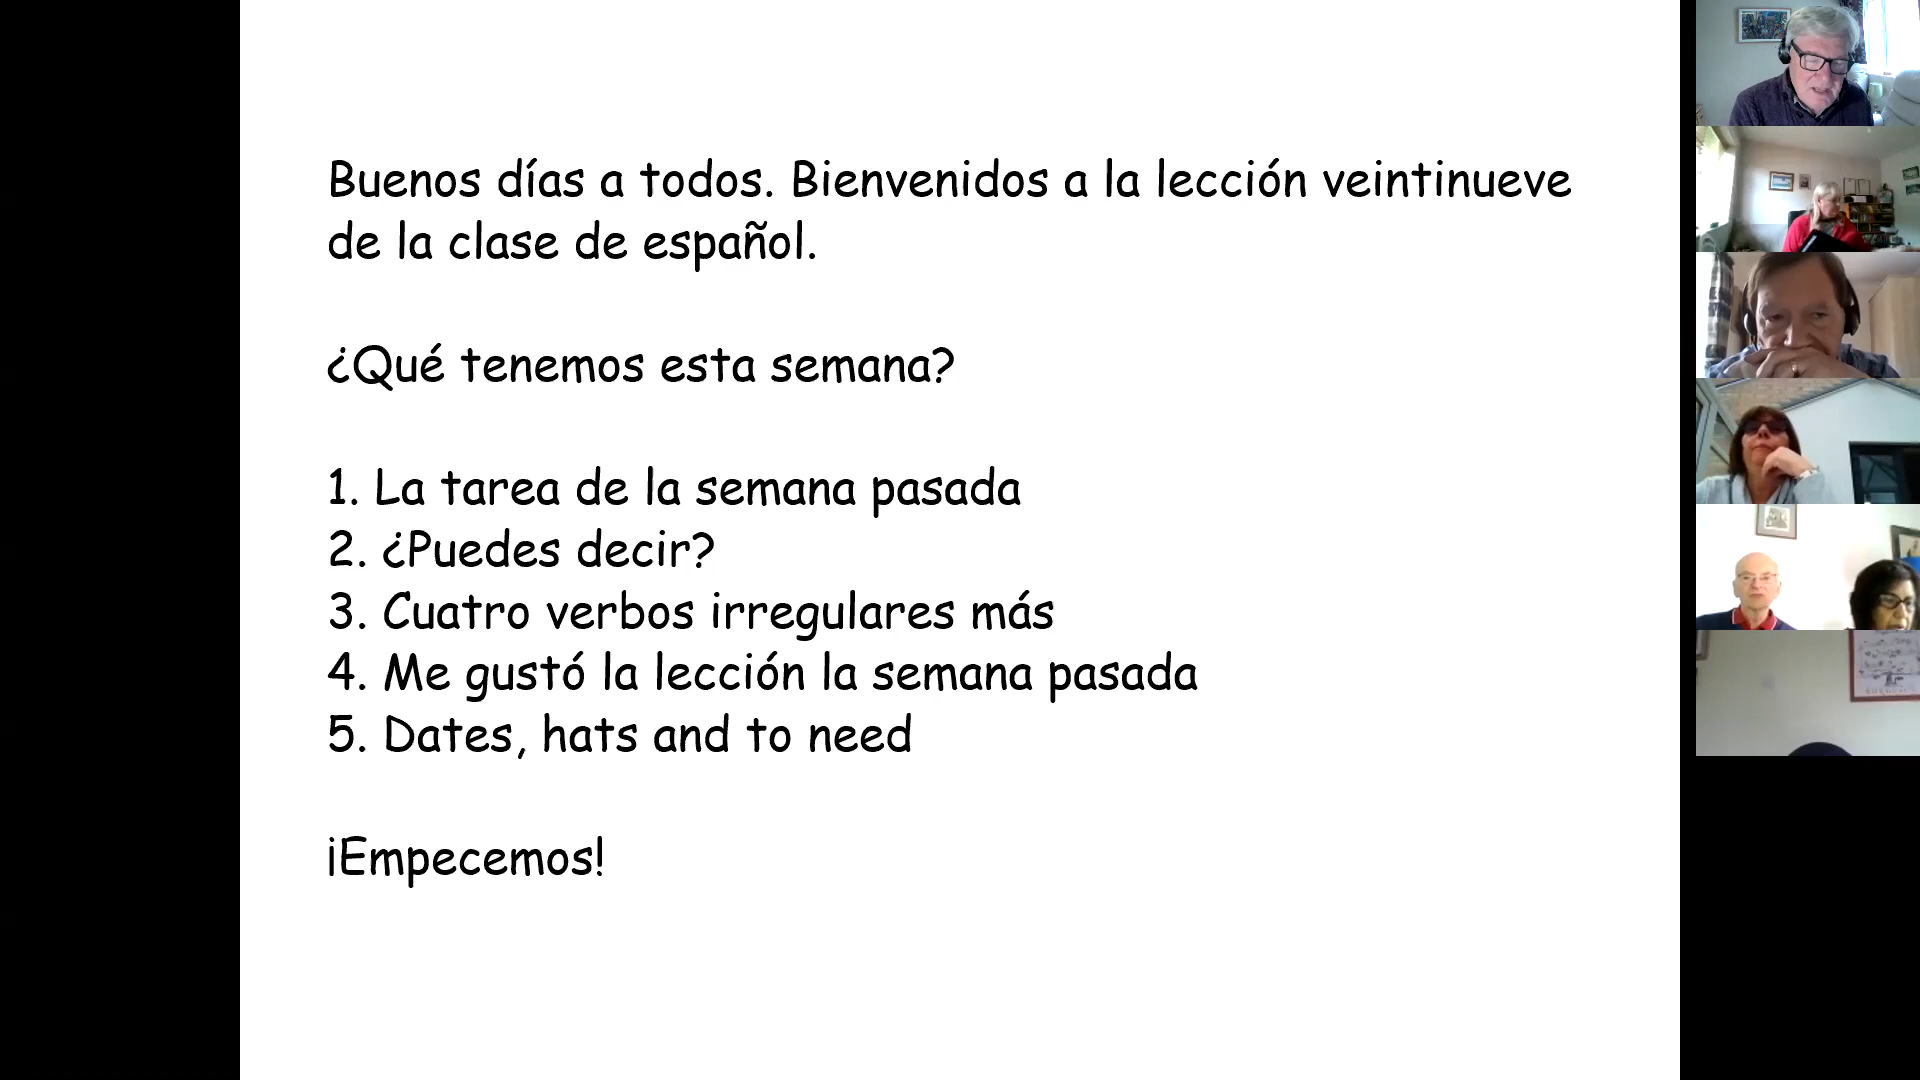 Buenos días a todos. Bienvenidos a la lección veintinueve
de la clase de español.
¿Qué tenemos esta semana?
1. La tarea de la semana pasada
2. ¿Puedes decir?
3. Cuatro verbos irregulares más
4. Me gustó la lección la semana pasada
5. Dates, hats and to need
¡Empecemos!